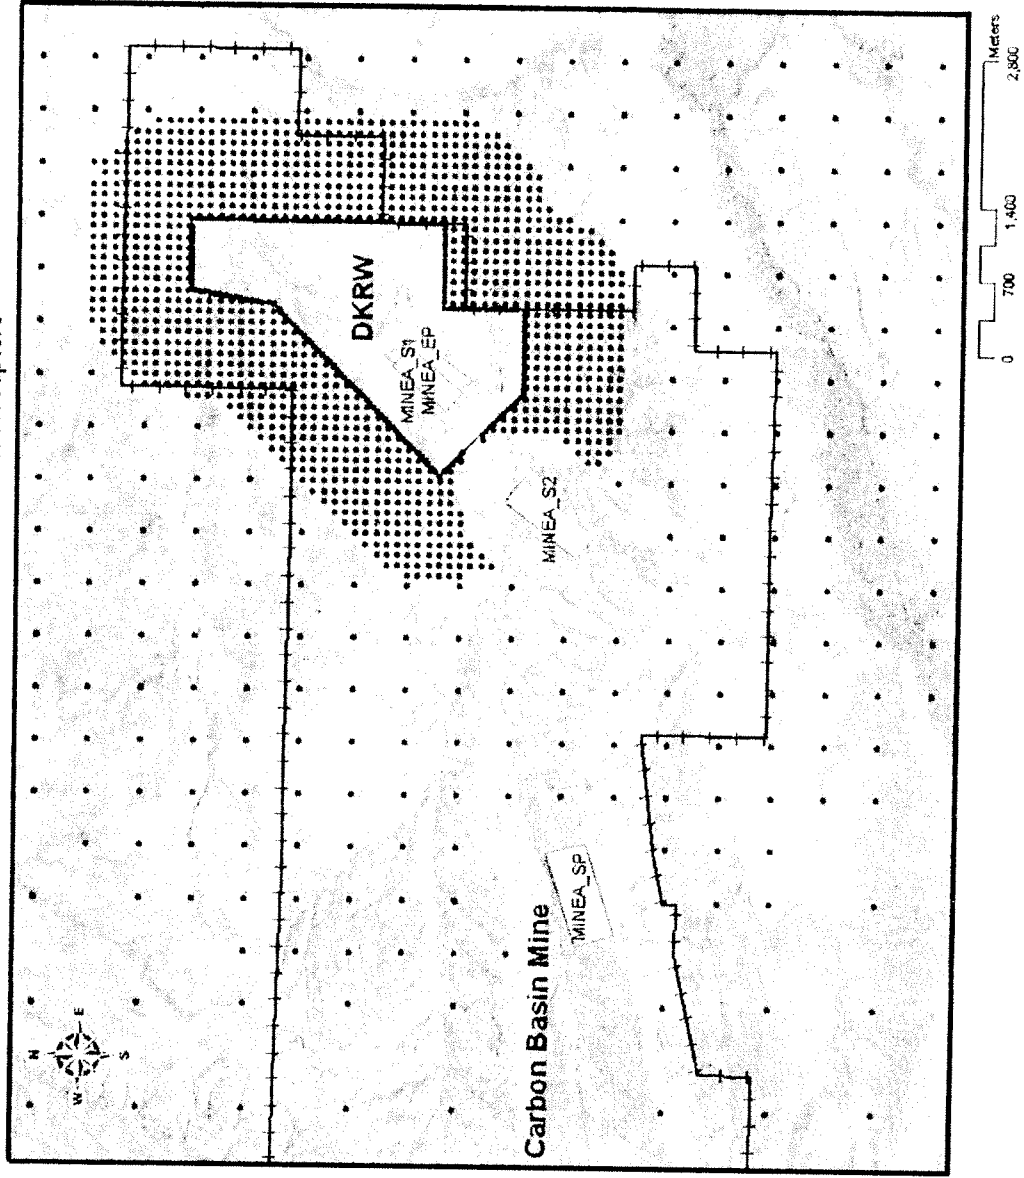 N
W
E
S
DKRW
MINEA_S1
MINEA_EP
MINEA_S2
MINEA_SP
Carbon Basin Mine
Meters
0
700
1,400
2,800